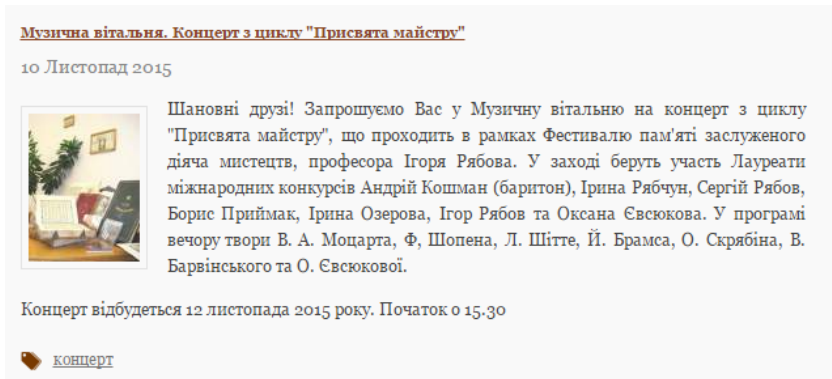 Музична вітальня. Концерт з циклу "Присвята майстру"
10 Листопад 2015
Шановні друзі! Запрошуємо Вас у Музичну вітальню на концерт з циклу
"Присвята майстру", що проходить в рамках Фестивалю пам'яті заслуженого
діяча мистецтв, професора Ігоря Рябова. У заході беруть участь Лауреати
міжнародних конкурсів Андрій Кошман (баритон), Ірина Рябчун, Сергій Рябов,
Борис Приймак, Ірина Озерова, Ігор Рябов та Оксана Євсюкова. У програмі
вечору твори В. А. Моцарта, Ф, Шопена, Л. Шітте, Й. Брамса, О. Скрябіна, В.
Барвінського та О. Євсюкової.
Концерт відбудеться 12 листопада 2015 року. Початок о 15.30
концерт